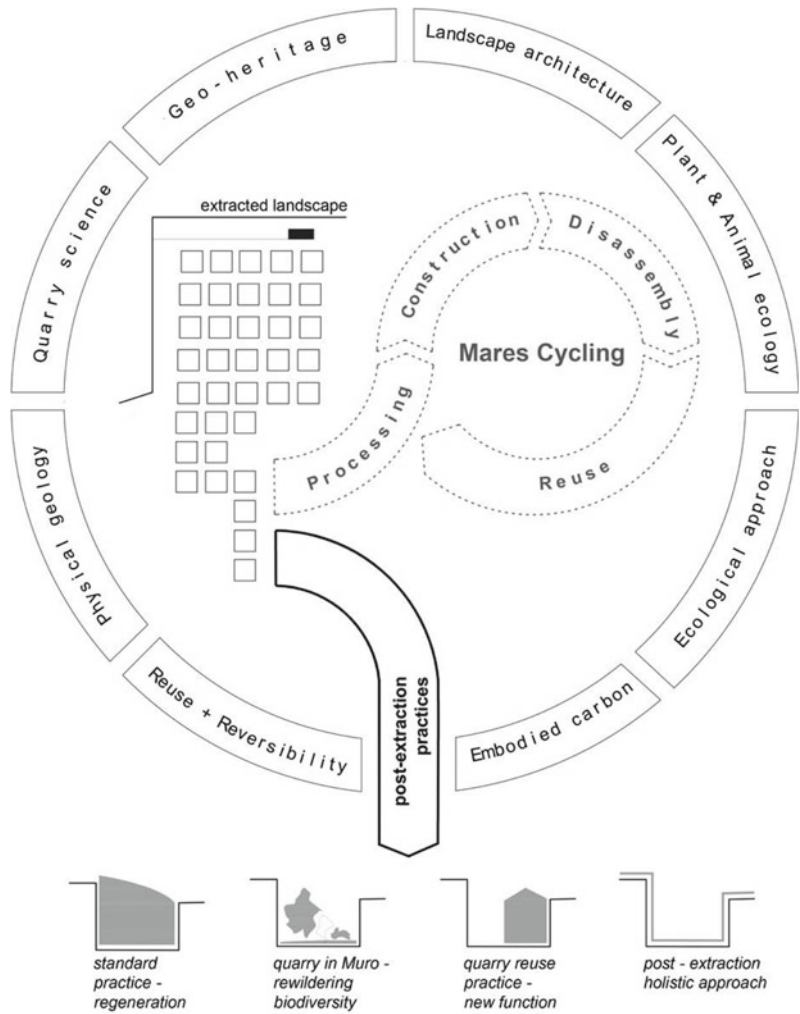 Geo-heritage
Landscape architecture
Quarry science
Plant & Animal ecology
extracted landscape
Construction
Disassembly
Mares Cycling
Processing
Reuse
Physical geology
Ecological approach
Reuse + Reversibility
Embodied carbon
post-extraction
practices
standard
practice -
regeneration
quarry in Muro -
rewildering
biodiversity
quarry reuse
practice -
new function
post - extraction
holistic approach